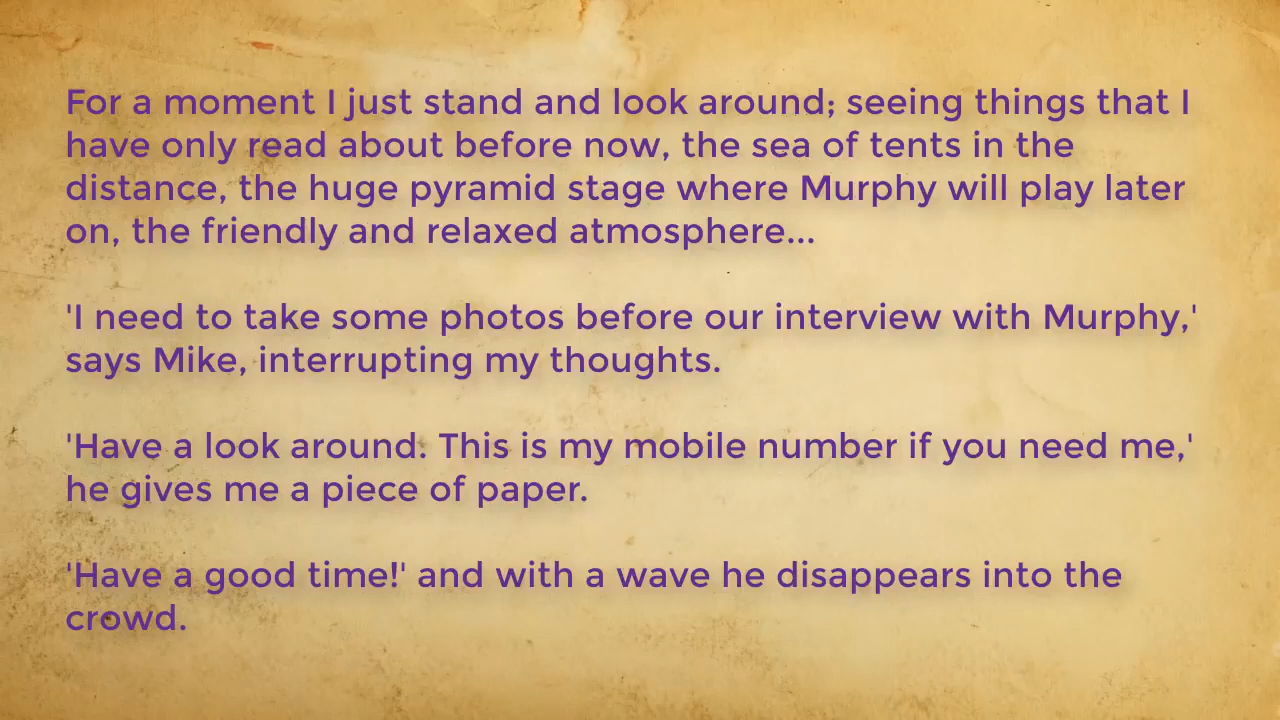 For a moment I just stand and look around; seeing things that I
have only read about before now, the sea of tents in the
distance, the huge pyramid stage where Murphy will play later
on, the friendly and relaxed atmosphere...
'I need to take some photos before our interview with Murphy,'
says Mike, interrupting my thoughts.
'Have a look around. This is my mobile number if you need me,'
he gives me a piece of paper.
'Have a good time!' and with a wave he disappears into the
crowd.